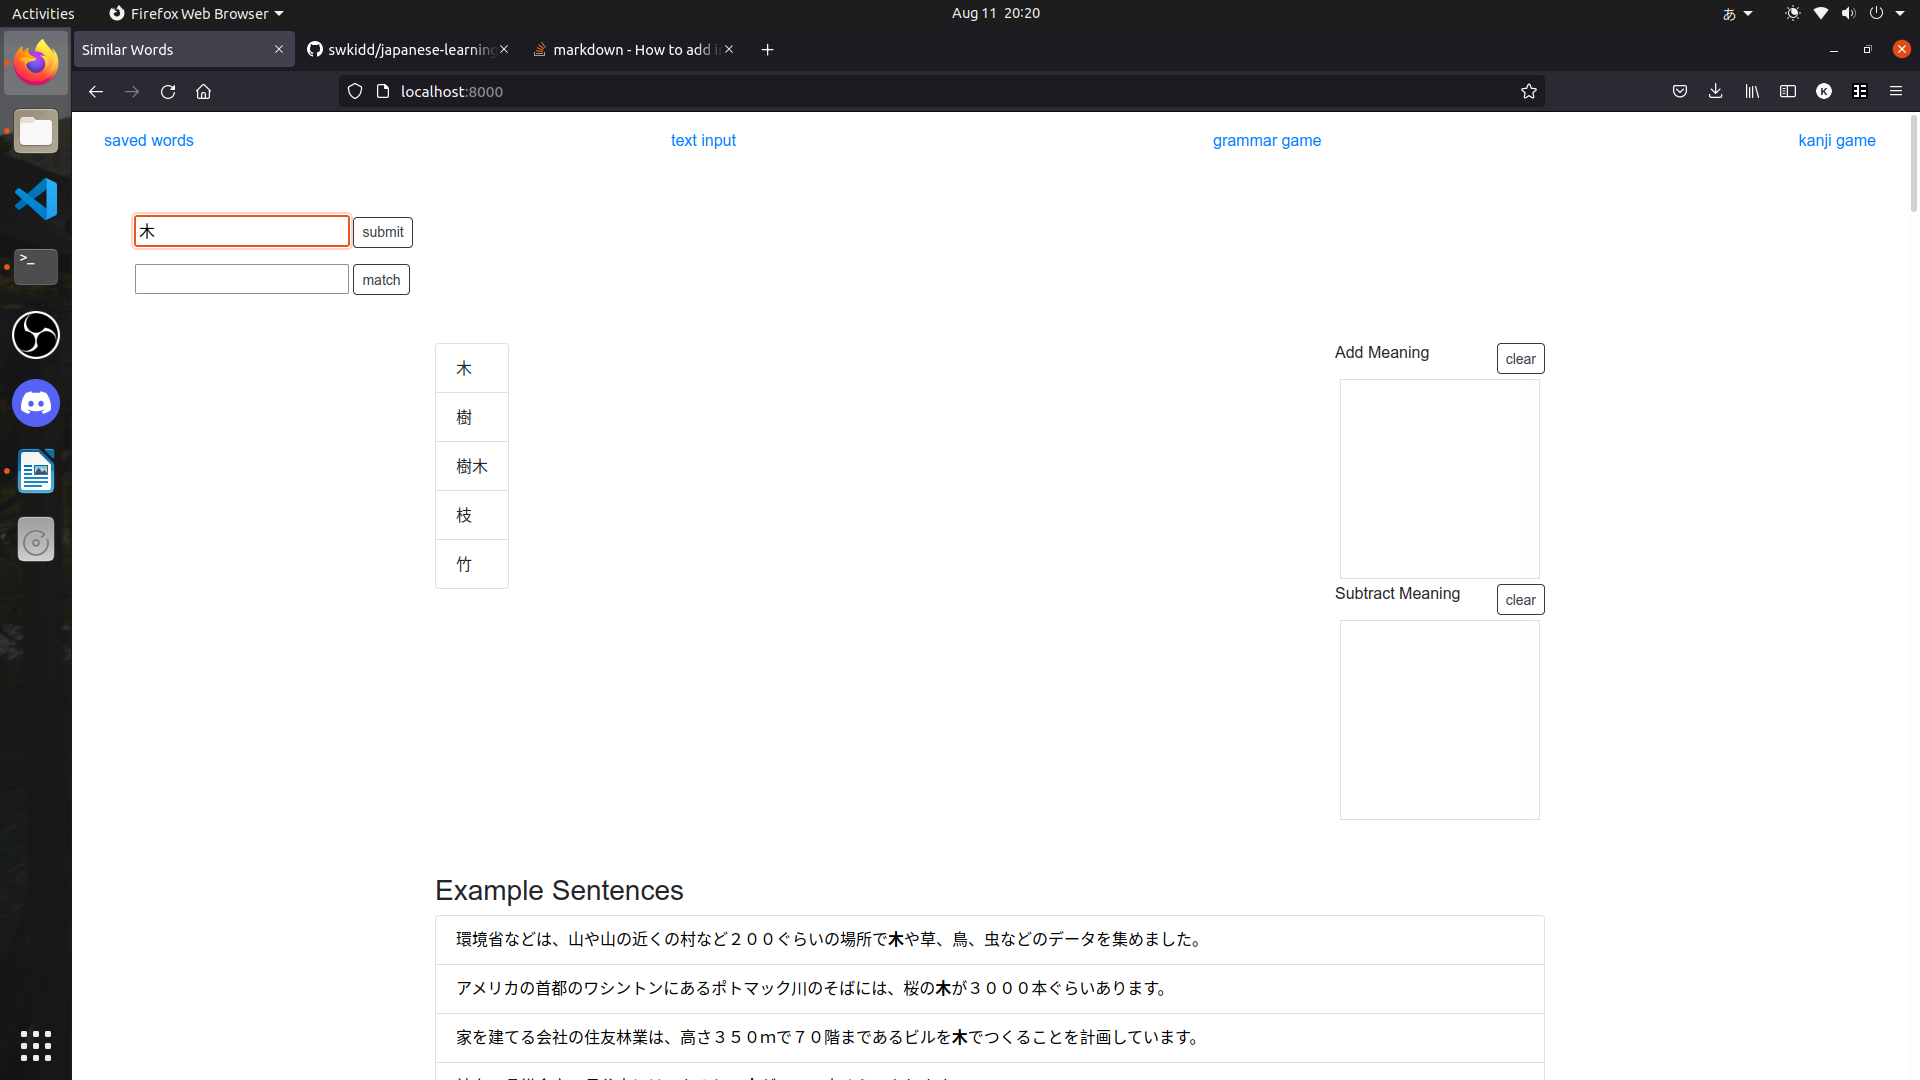 Activities
Firefox Web Browser
Aug 11 20:20
あ
Similar Words
swkidd/japanese-learning
markdown - How to add i
localhost:8000
saved words
text input
grammar game
kanji game
木
submit
match
木
樹
樹木
枝
竹
Add Meaning
clear
Subtract Meaning
clear
Example Sentences
環境省などは、山や山の近くの村など２００ぐらいの場所で木や草、鳥、虫などのデータを集めました。
アメリカの首都のワシントンにあるポトマック川のそばには、桜の木が３０００本ぐらいあります。
家を建てる会社の住友林業は、高さ３５０ｍで７０階まであるビルを木でつくることを計画しています。